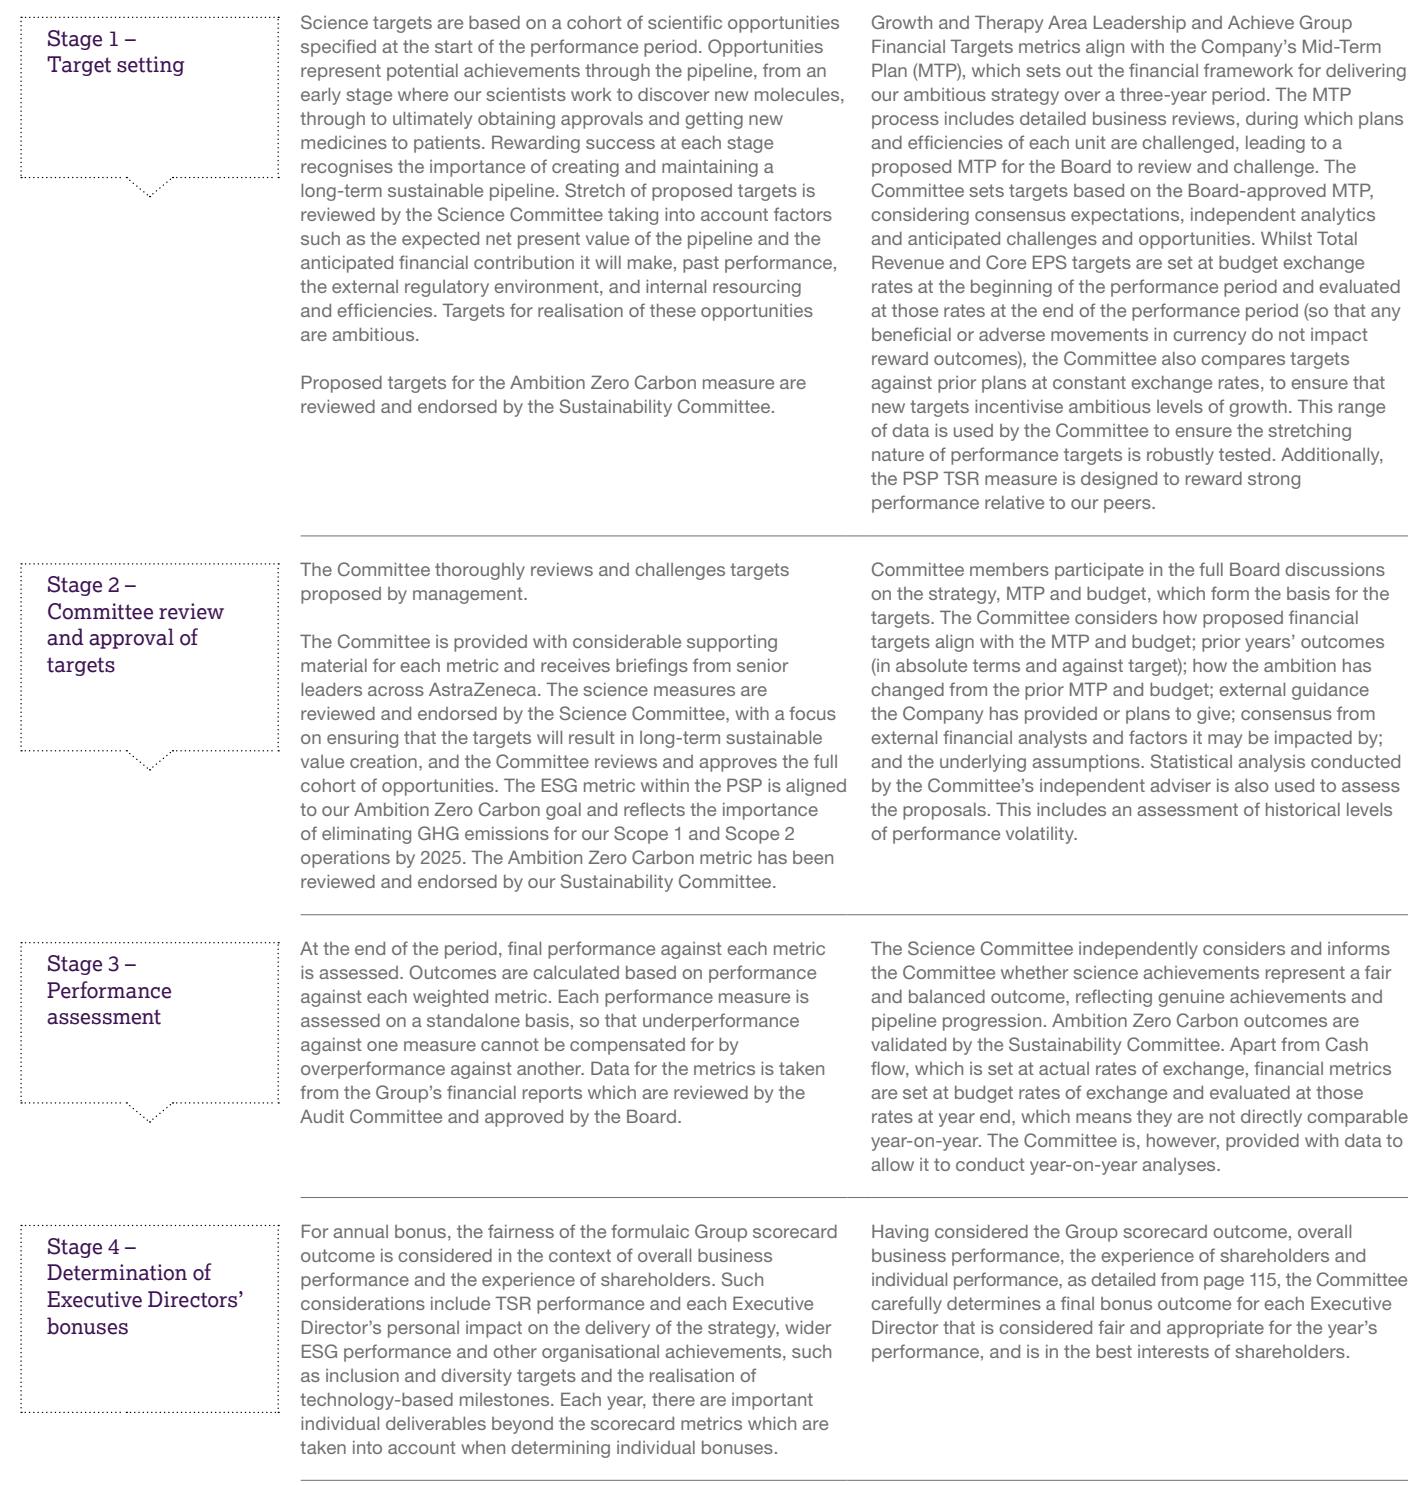 Stage 1 –
Target setting
Science targets are based on a cohort of scientific opportunities
specified at the start of the performance period. Opportunities
represent potential achievements through the pipeline, from an
early stage where our scientists work to discover new molecules,
through to ultimately obtaining approvals and getting new
medicines to patients. Rewarding success at each stage
recognises the importance of creating and maintaining a
long-term sustainable pipeline. Stretch of proposed targets is
reviewed by the Science Committee taking into account factors
such as the expected net present value of the pipeline and the
anticipated financial contribution it will make, past performance,
the external regulatory environment, and internal resourcing
and efficiencies. Targets for realisation of these opportunities
are ambitious.
Proposed targets for the Ambition Zero Carbon measure are
reviewed and endorsed by the Sustainability Committee.
Growth and Therapy Area Leadership and Achieve Group
Financial Targets metrics align with the Company’s Mid-Term
Plan (MTP), which sets out the financial framework for delivering
our ambitious strategy over a three-year period. The MTP
process includes detailed business reviews, during which plans
and efficiencies of each unit are challenged, leading to a
proposed MTP for the Board to review and challenge. The
Committee sets targets based on the Board-approved MTP,
considering consensus expectations, independent analytics
and anticipated challenges and opportunities. Whilst Total
Revenue and Core EPS targets are set at budget exchange
rates at the beginning of the performance period and evaluated
at those rates at the end of the performance period (so that any
beneficial or adverse movements in currency do not impact
reward outcomes), the Committee also compares targets
against prior plans at constant exchange rates, to ensure that
new targets incentivise ambitious levels of growth. This range
of data is used by the Committee to ensure the stretching
nature of performance targets is robustly tested. Additionally,
the PSP TSR measure is designed to reward strong
performance relative to our peers.
Stage 2 –
Committee review
and approval of
targets
The Committee thoroughly reviews and challenges targets
proposed by management.
The Committee is provided with considerable supporting
material for each metric and receives briefings from senior
leaders across AstraZeneca. The science measures are
reviewed and endorsed by the Science Committee, with a focus
on ensuring that the targets will result in long-term sustainable
value creation, and the Committee reviews and approves the full
cohort of opportunities. The ESG metric within the PSP is aligned
to our Ambition Zero Carbon goal and reflects the importance
of eliminating GHG emissions for our Scope 1 and Scope 2
operations by 2025. The Ambition Zero Carbon metric has been
reviewed and endorsed by our Sustainability Committee.
Committee members participate in the full Board discussions
on the strategy, MTP and budget, which form the basis for the
targets. The Committee considers how proposed financial
targets align with the MTP and budget; prior years’ outcomes
(in absolute terms and against target); how the ambition has
changed from the prior MTP and budget; external guidance
the Company has provided or plans to give; consensus from
external financial analysts and factors it may be impacted by;
and the underlying assumptions. Statistical analysis conducted
by the Committee’s independent adviser is also used to assess
the proposals. This includes an assessment of historical levels
of performance volatility.
Stage 3 –
Performance
assessment
At the end of the period, final performance against each metric
is assessed. Outcomes are calculated based on performance
against each weighted metric. Each performance measure is
assessed on a standalone basis, so that underperformance
against one measure cannot be compensated for by
overperformance against another. Data for the metrics is taken
from the Group’s financial reports which are reviewed by the
Audit Committee and approved by the Board.
The Science Committee independently considers and informs
the Committee whether science achievements represent a fair
and balanced outcome, reflecting genuine achievements and
pipeline progression. Ambition Zero Carbon outcomes are
validated by the Sustainability Committee. Apart from Cash
flow, which is set at actual rates of exchange, financial metrics
are set at budget rates of exchange and evaluated at those
rates at year end, which means they are not directly comparable
year-on-year. The Committee is, however, provided with data to
allow it to conduct year-on-year analyses.
Stage 4 –
Determination of
Executive Directors’
bonuses
For annual bonus, the fairness of the formulaic Group scorecard
outcome is considered in the context of overall business
performance and the experience of shareholders. Such
considerations include TSR performance and each Executive
Director’s personal impact on the delivery of the strategy, wider
ESG performance and other organisational achievements, such
as inclusion and diversity targets and the realisation of
technology-based milestones. Each year, there are important
individual deliverables beyond the scorecard metrics which are
taken into account when determining individual bonuses.
Having considered the Group scorecard outcome, overall
business performance, the experience of shareholders and
individual performance, as detailed from page 115, the Committee
carefully determines a final bonus outcome for each Executive
Director that is considered fair and appropriate for the year’s
performance, and is in the best interests of shareholders.